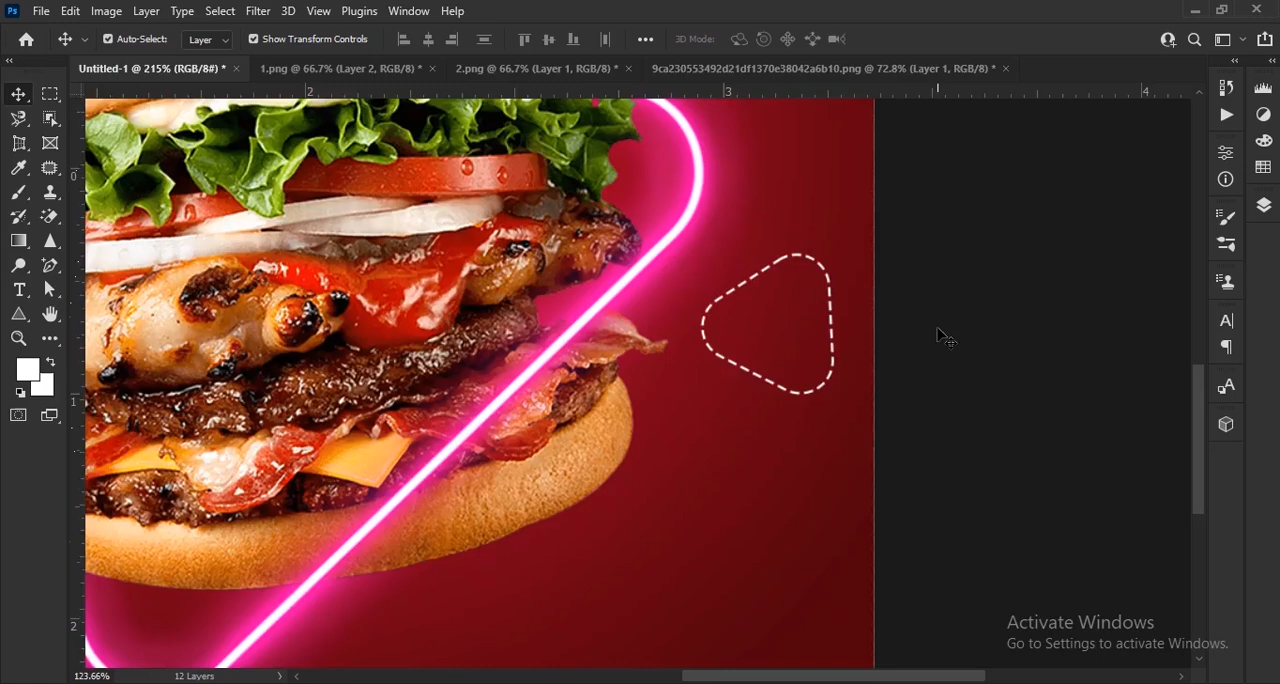 Ps File Edit Image Layer Type Select Filter 3D View Plugins Window Help
Auto-Select: Layer Show Transform Controls 3D Mode:
Untitled-1 @ 215% (RGB/8#) * × 1.png @ 66.7% (Layer 2, RGB/8) * × 2.png @ 66.7% (Layer 1, RGB/8) * × 9ca230553492d21df1370e38042a6b10.png @ 72.8% (Layer 1, RGB/8) * ×
2 3 4
0
1
2
Activate Windows
Go to Settings to activate Windows.
123.66% 12 Layers